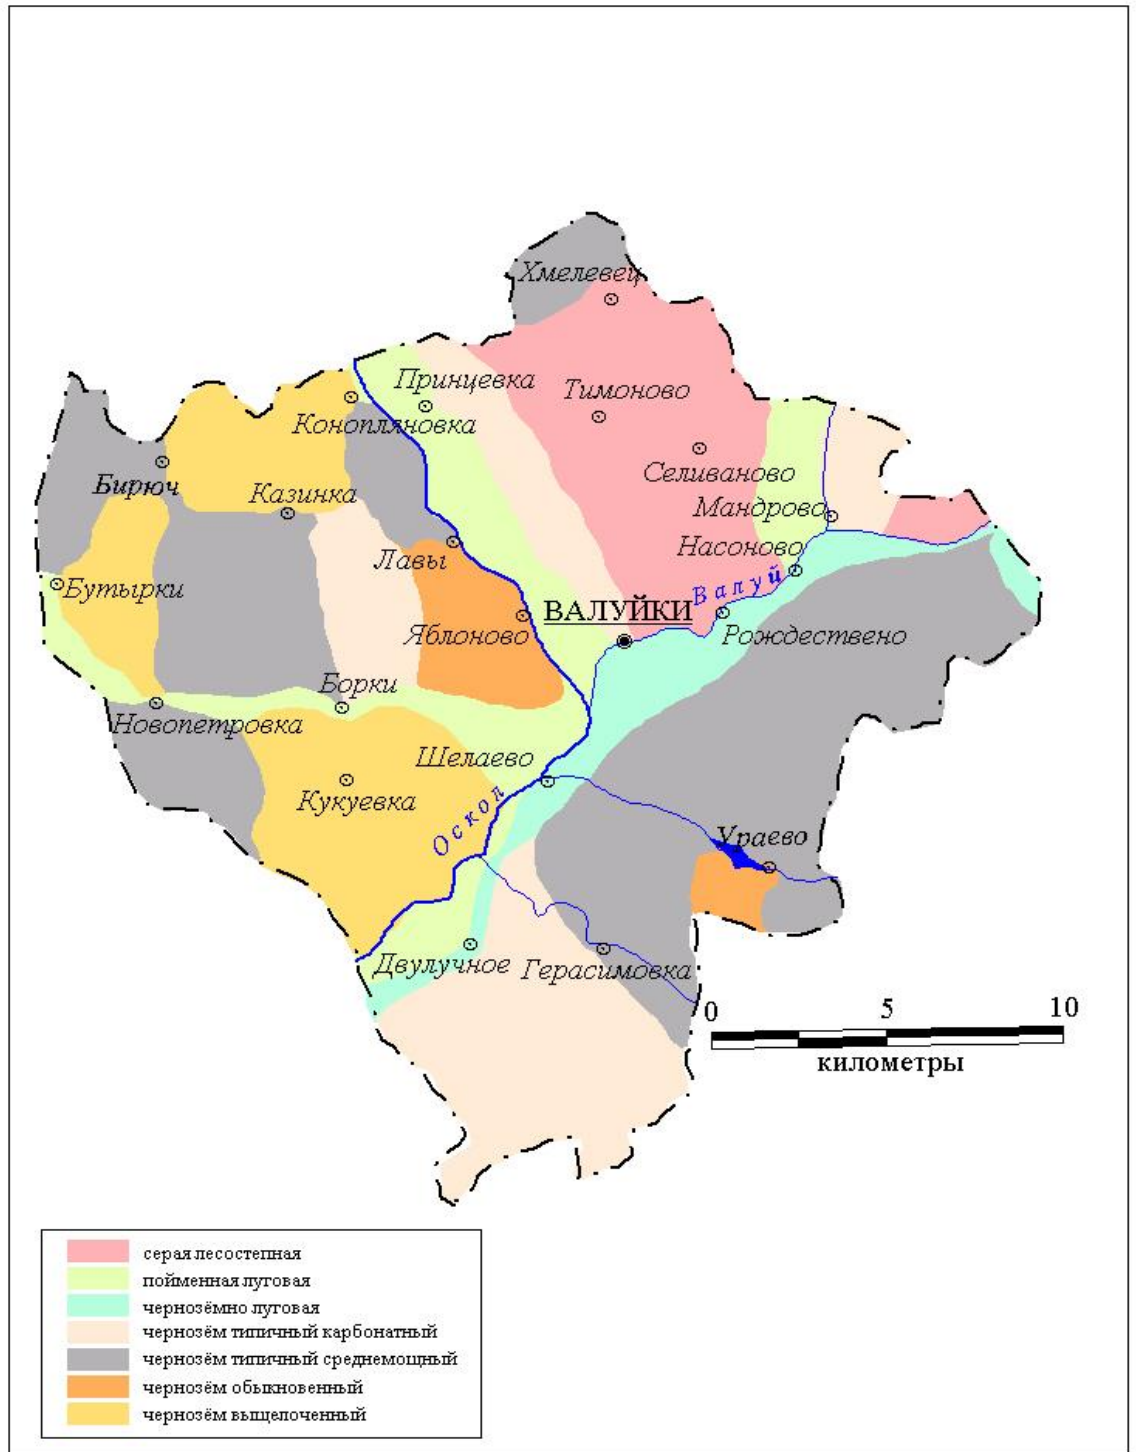 Хмелевец
Принцевка
Тимоново
Конопляновка
Селиваново
Бирюч
Казинка
Мандрово
Насоново
Лавы
Бутырки
Валуй
ВАЛУЙКИ
Яблоново
Рождествено
Борки
Новопетровка
Шелаево
Кукуевка
Оскол
Ураево
Двулучное
Герасимовка
0 5 10
километры
серая лесостепная
пойменная луговая
чернозёмно луговая
чернозём типичный карбонатный
чернозём типичный среднемощный
чернозём обыкновенный
чернозём выщелоченный